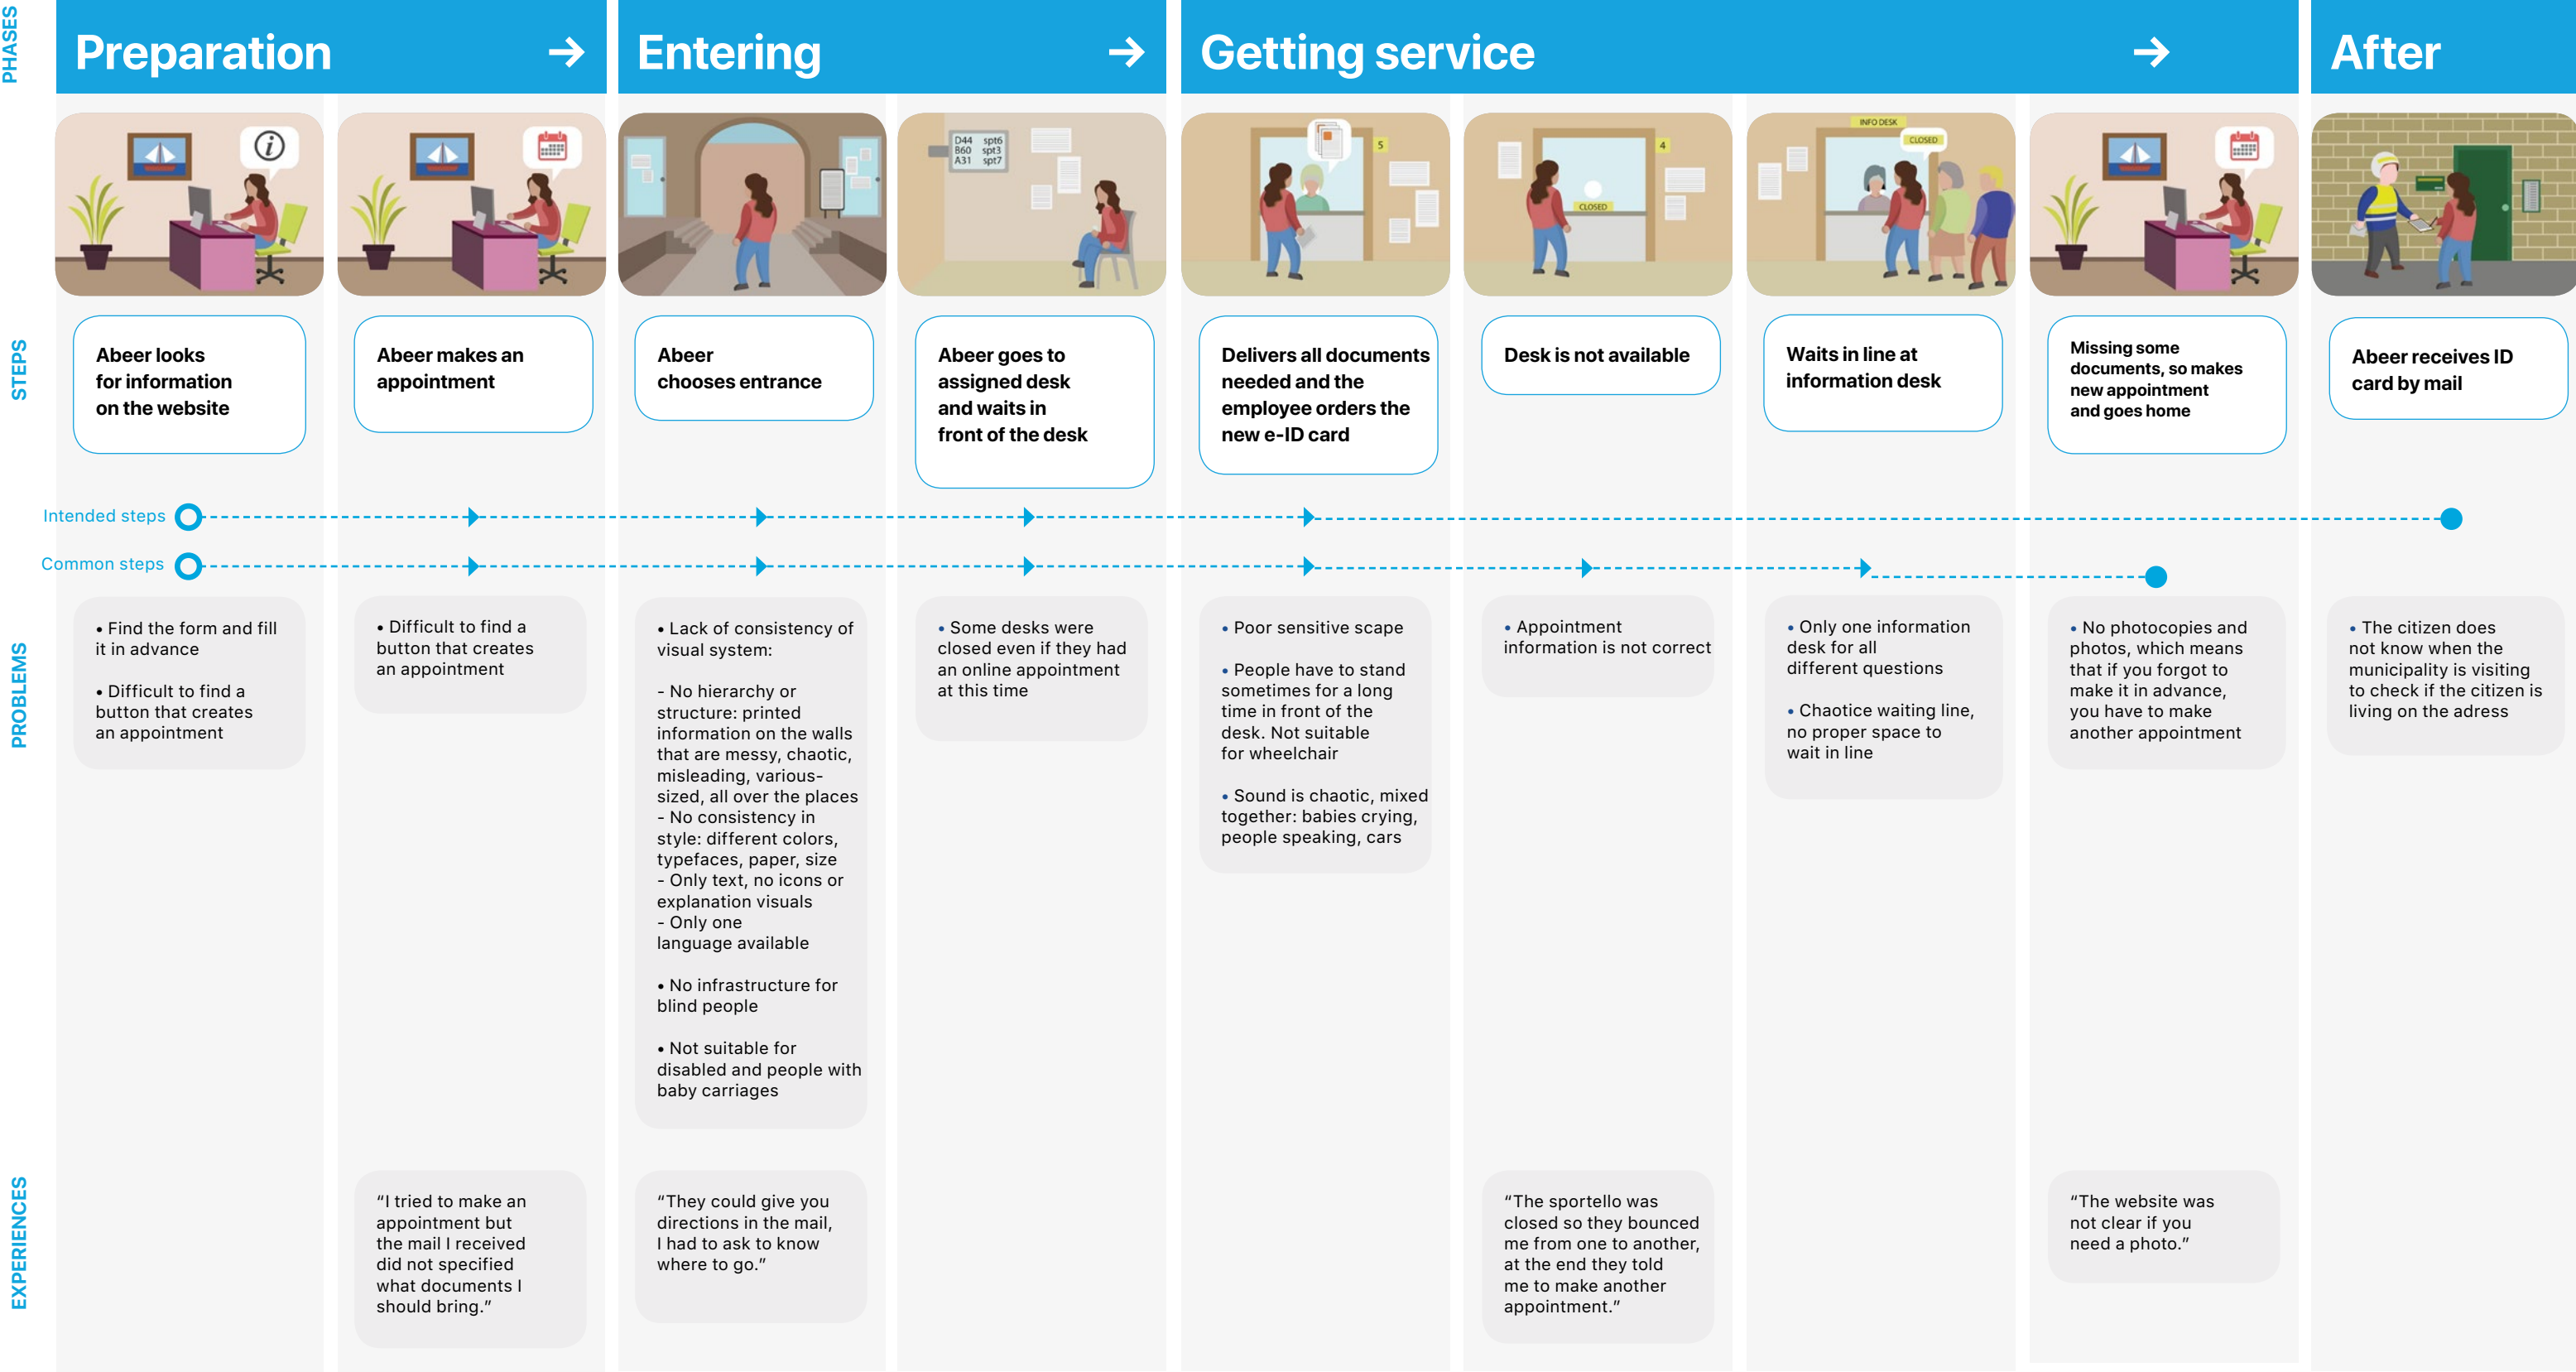 PHASES
Preparation
Entering
Getting service
After
D44 spt6
B60 spt3
A31 spt7
5
CLOSED
4
INFO DESK
CLOSED
STEPS
Abeer looks
for information
on the website
Abeer makes an
appointment
Abeer
chooses entrance
Abeer goes to
assigned desk
and waits in
front of the desk
Delivers all documents
needed and the
employee orders the
new e-ID card
Desk is not available
Waits in line at
information desk
Missing some
documents, so makes
new appointment
and goes home
Abeer receives ID
card by mail
Intended steps
Common steps
PROBLEMS
• Find the form and fill
it in advance
• Difficult to find a
button that creates
an appointment
• Difficult to find a
button that creates
an appointment
• Lack of consistency of
visual system:
- No hierarchy or
structure: printed
information on the walls
that are messy, chaotic,
misleading, various-
sized, all over the places
- No consistency in
style: different colors,
typefaces, paper, size
- Only text, no icons or
explanation visuals
- Only one
language available
• No infrastructure for
blind people
• Not suitable for
disabled and people with
baby carriages
• Some desks were
closed even if they had
an online appointment
at this time
• Poor sensitive scape
• People have to stand
sometimes for a long
time in front of the
desk. Not suitable
for wheelchair
• Sound is chaotic, mixed
together: babies crying,
people speaking, cars
• Appointment
information is not correct
• Only one information
desk for all
different questions
• Chaotice waiting line,
no proper space to
wait in line
• No photocopies and
photos, which means
that if you forgot to
make it in advance,
you have to make
another appointment
• The citizen does
not know when the
municipality is visiting
to check if the citizen is
living on the adress
EXPERIENCES
“I tried to make an
appointment but
the mail I received
did not specified
what documents I
should bring.”
“They could give you
directions in the mail,
I had to ask to know
where to go.”
“The sportello was
closed so they bounced
me from one to another,
at the end they told
me to make another
appointment.”
“The website was
not clear if you
need a photo.”